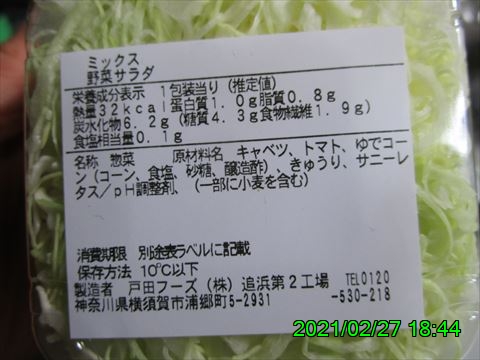 ミックス
野菜サラダ
栄養成分表示 1包装当り(推定値)
熱量32kcal蛋白質1.0g脂質0.8g
炭水化物6.2g(糖質4.3g食物繊維1.9g)
食塩相当量0.1g
名称 惣菜 原材料名 キャベツ、トマト、ゆでコー
ン(コーン、食塩、砂糖、醸造酢)、きゅうり、サニーレ
タス/pH調整剤、(一部に小麦を含む)
消費期限 別途表ラベルに記載
保存方法 10℃以下
製造者 戸田フーズ(株)追浜第2工場 TEL0120
神奈川県横須賀市浦郷町5-2931 -530-218
2021/02/27 18:44